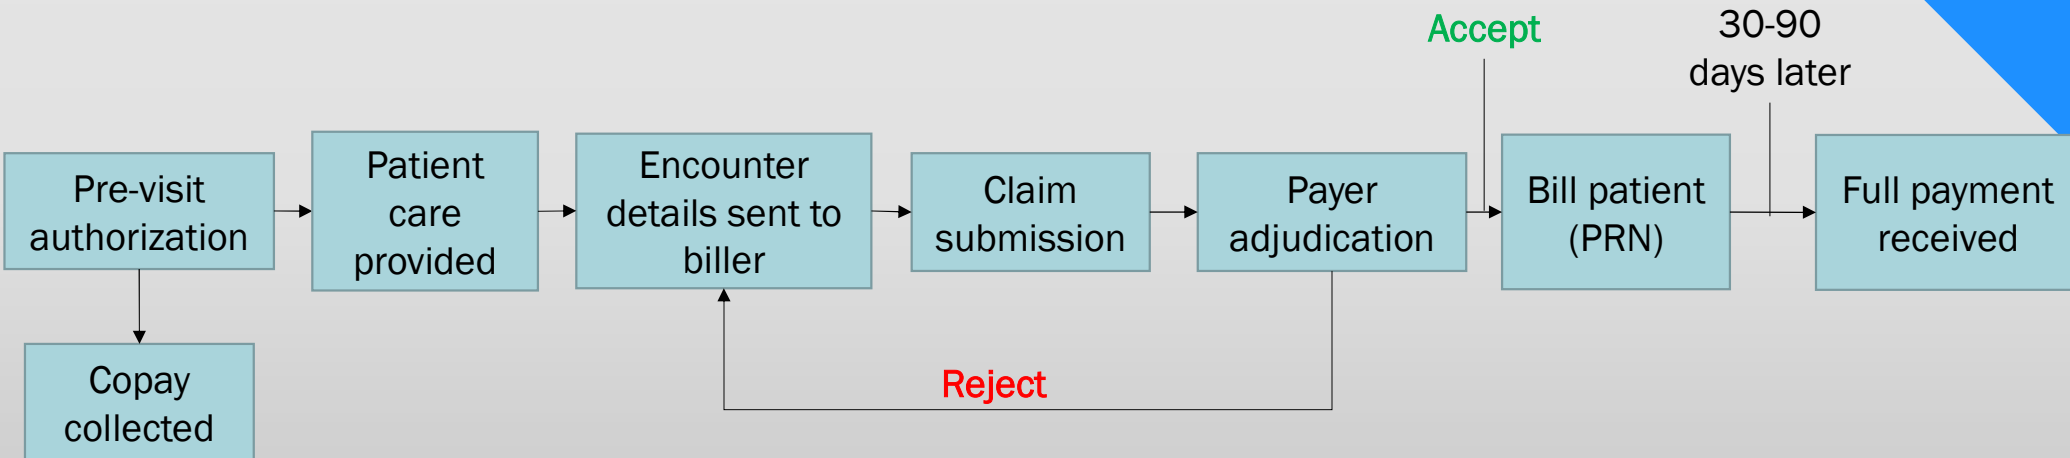 Accept
30-90
days later
Pre-visit
authorization
Patient
care
provided
Encounter
details sent to
biller
Claim
submission
Payer
adjudication
Bill patient
(PRN)
Full payment
received
Reject
Copay
collected